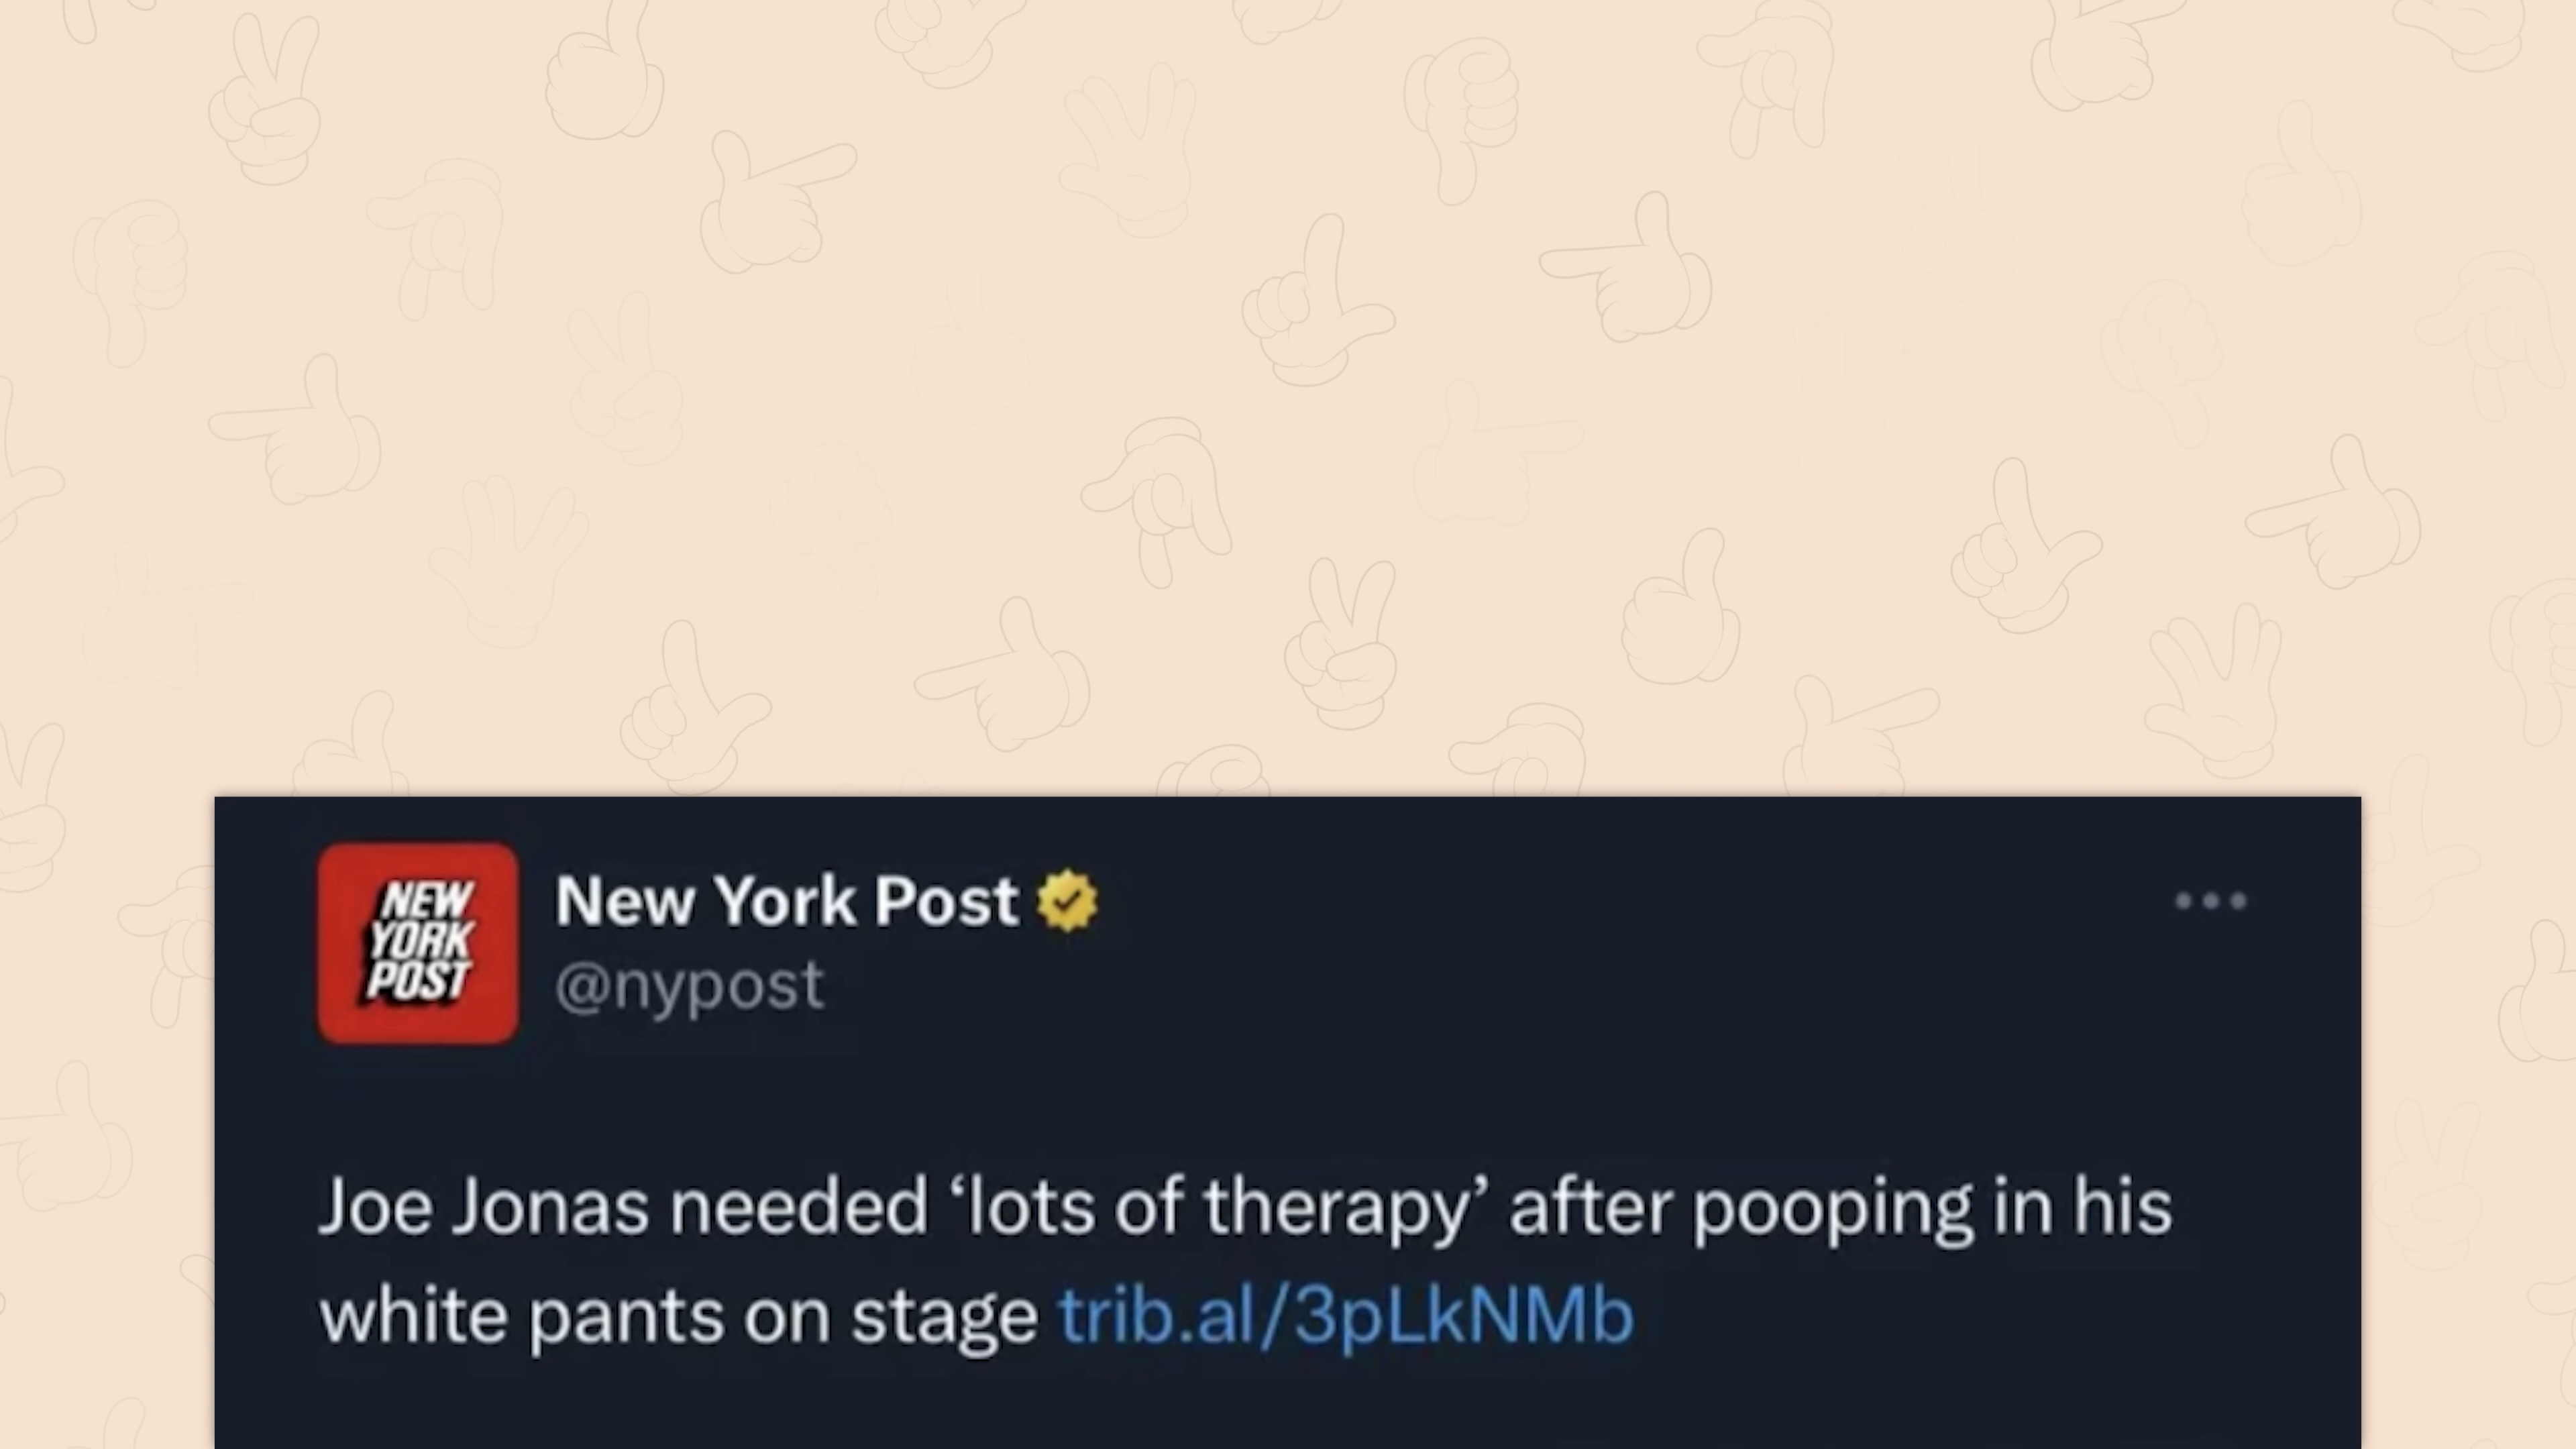 NEW
YORK
POST
New York Post
@nypost
Joe Jonas needed ‘lots of therapy’ after pooping in his
white pants on stage trib.al/3pLkNMb